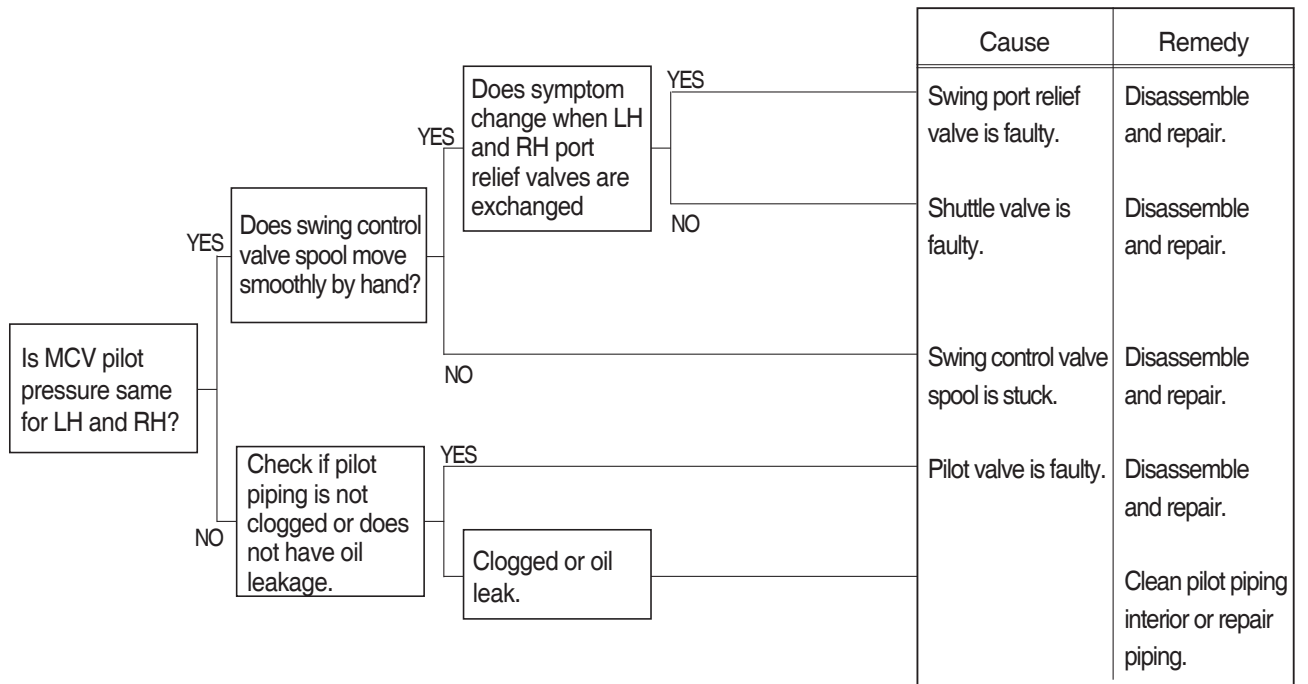 Is MCV pilot
pressure same
for LH and RH?
YES
NO
Does swing control
valve spool move
smoothly by hand?
YES
NO
Does symptom
change when LH
and RH port
relief valves are
exchanged
YES
NO
Check if pilot
piping is not
clogged or does
not have oil
leakage.
YES
Clogged or oil
leak.
Cause
Remedy
Swing port relief
valve is faulty.
Disassemble
and repair.
Shuttle valve is
faulty.
Disassemble
and repair.
Swing control valve
spool is stuck.
Disassemble
and repair.
Pilot valve is faulty.
Disassemble
and repair.
Clean pilot piping
interior or repair
piping.